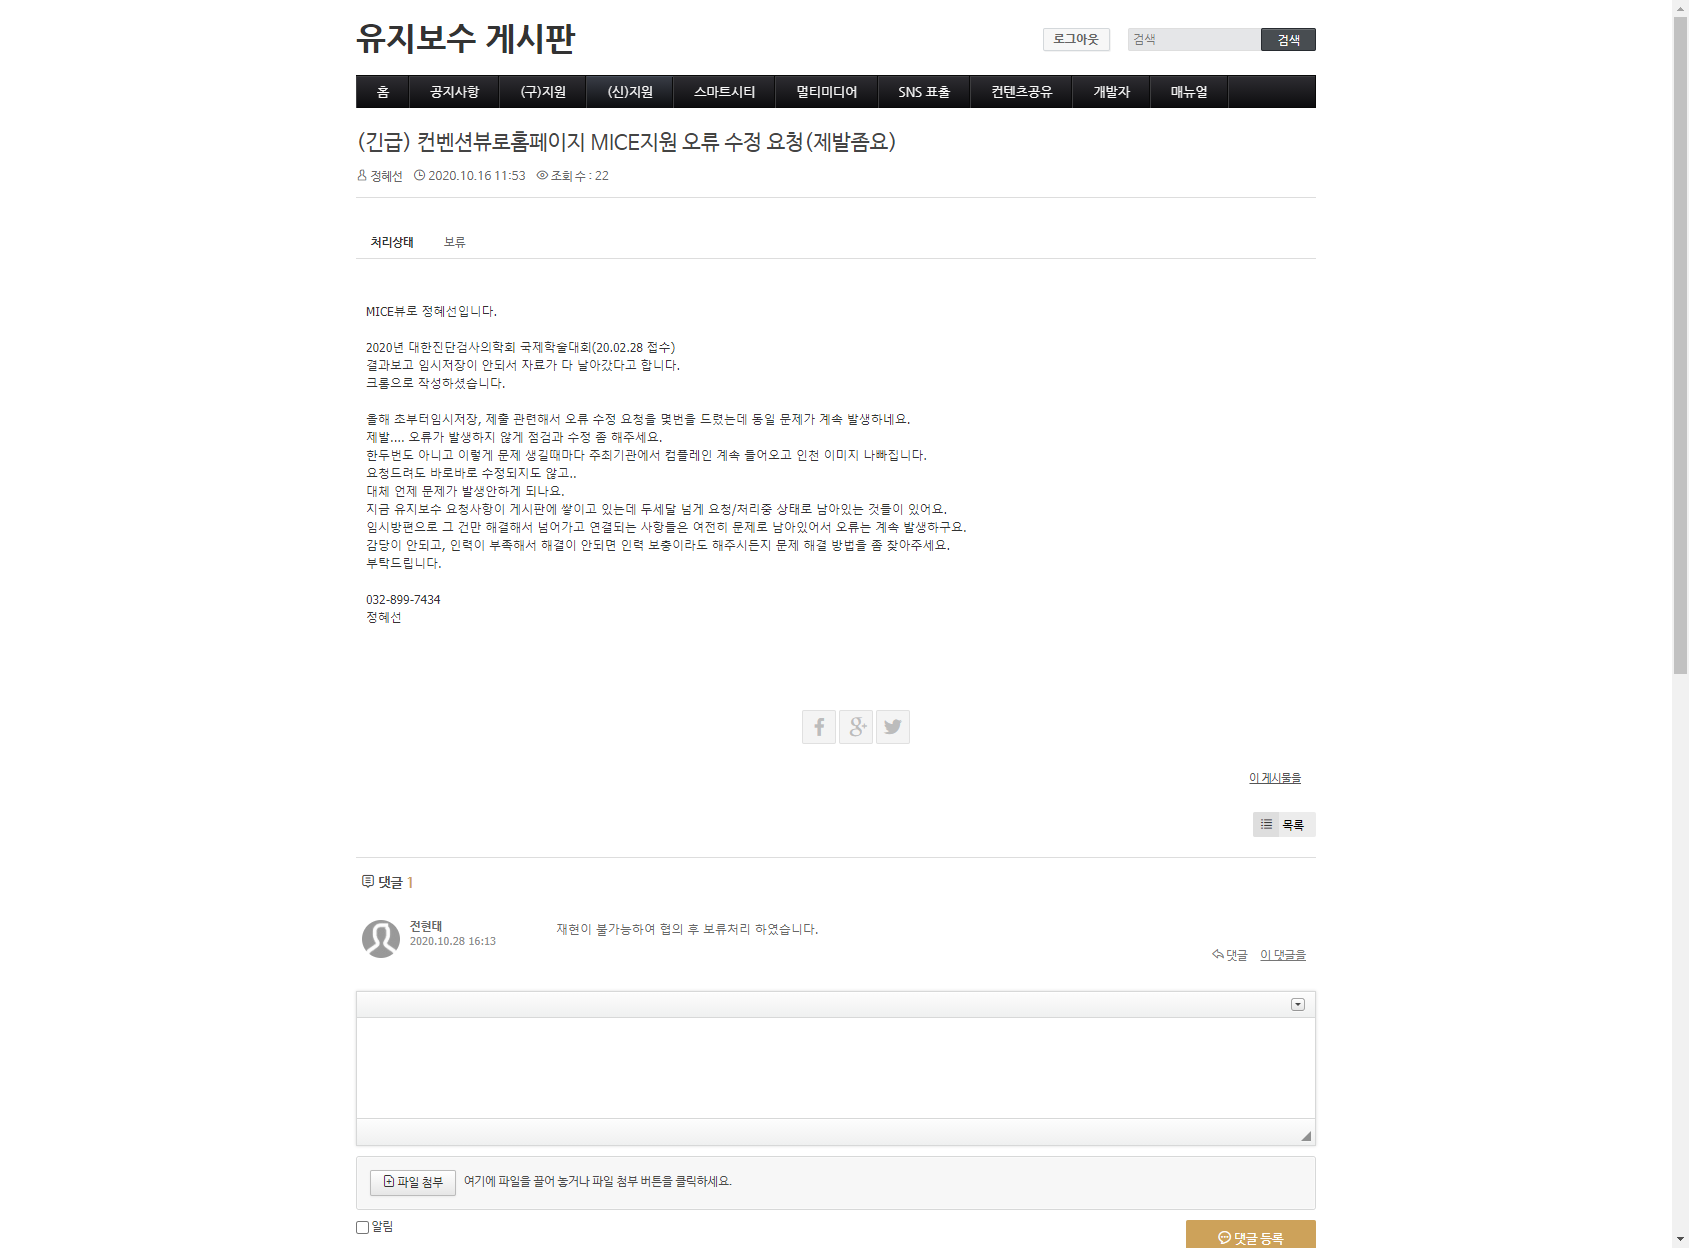 유지보수 게시판
로그아웃 검색 검색
홈 공지사항 (구)지원 (신)지원 스마트시티 멀티미디어 SNS 표출 컨텐츠공유 개발자 매뉴얼
(긴급) 컨벤션뷰로홈페이지 MICE지원 오류 수정 요청(제발좀요)
정혜선 2020.10.16 11:53 조회 수 : 22
처리상태 보류
MICE뷰로 정혜선입니다.
2020년 대한진단검사의학회 국제학술대회(20.02.28 접수)
결과보고 임시저장이 안되서 자료가 다 날아갔다고 합니다.
크롬으로 작성하셨습니다.
올해 초부터임시저장, 제출 관련해서 오류 수정 요청을 몇번을 드렸는데 동일 문제가 계속 발생하네요.
제발.... 오류가 발생하지 않게 점검과 수정 좀 해주세요.
한두번도 아니고 이렇게 문제 생길때마다 주최기관에서 컴플레인 계속 들어오고 인천 이미지 나빠집니다.
요청드려도 바로바로 수정되지도 않고..
대체 언제 문제가 발생안하게 되나요.
지금 유지보수 요청사항이 게시판에 쌓이고 있는데 두세달 넘게 요청/처리중 상태로 남아있는 것들이 있어요.
임시방편으로 그 건만 해결해서 넘어가고 연결되는 사항들은 여전히 문제로 남아있어서 오류는 계속 발생하구요.
감당이 안되고, 인력이 부족해서 해결이 안되면 인력 보충이라도 해주시든지 문제 해결 방법을 좀 찾아주세요.
부탁드립니다.
032-899-7434
정혜선
이 게시물을
목록
댓글 1
전현태 재현이 불가능하여 협의 후 보류처리 하였습니다.
2020.10.28 16:13
댓글 이 댓글을
파일 첨부 여기에 파일을 끌어 놓거나 파일 첨부 버튼을 클릭하세요.
알림
댓글 등록